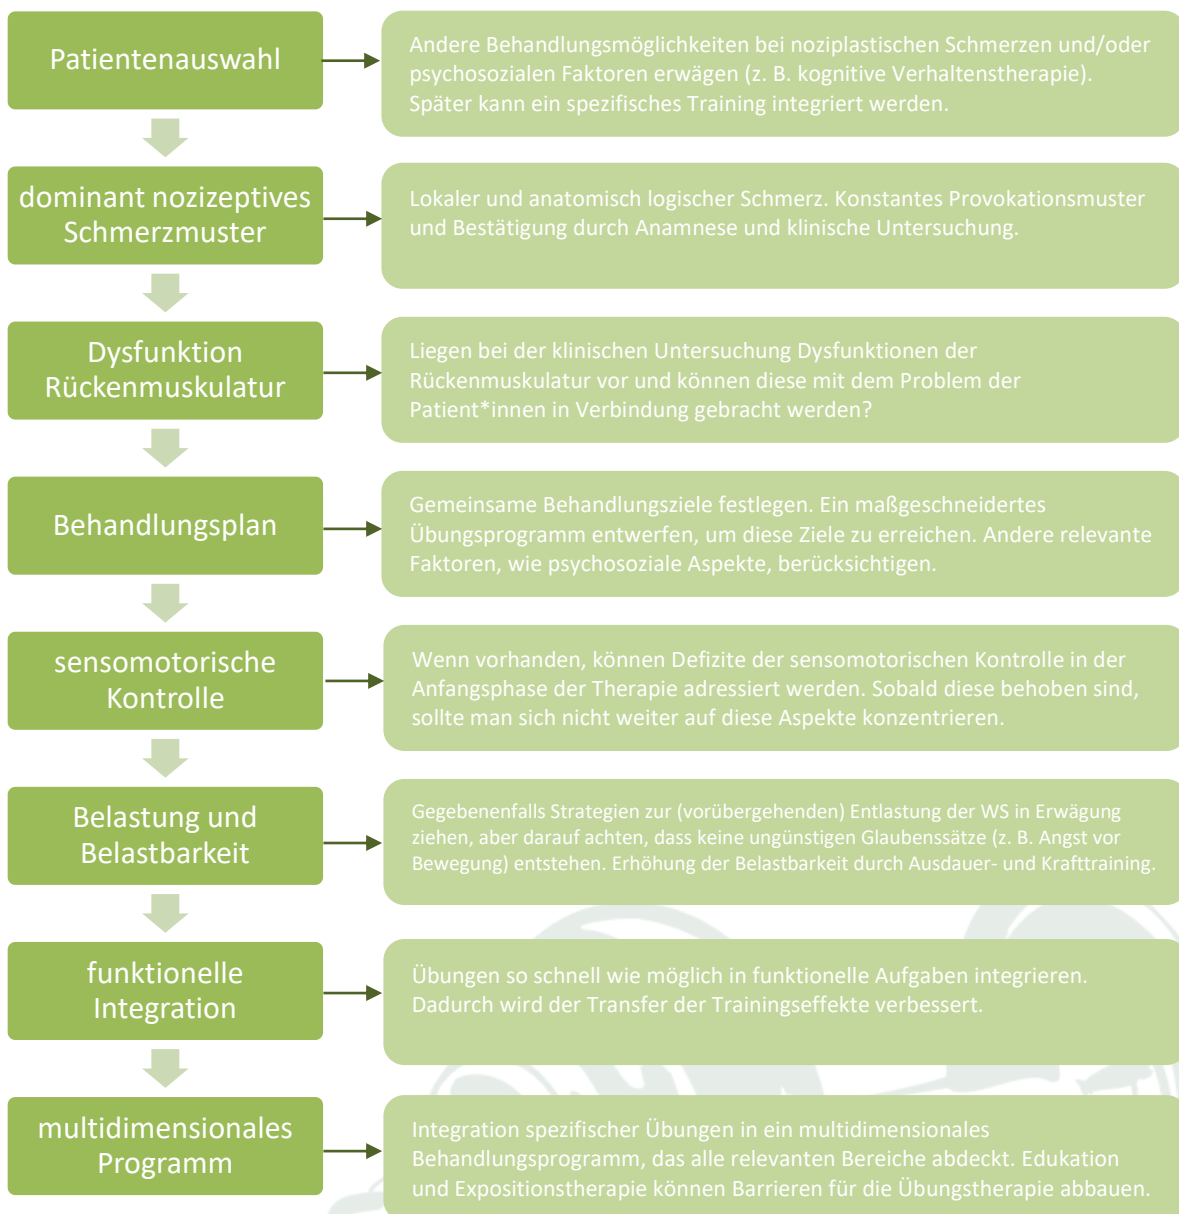 Patientenauswahl
Andere Behandlungsmöglichkeiten bei noziplastischen Schmerzen und/oder
psychosozialen Faktoren erwägen (z. B. kognitive Verhaltenstherapie).
Später kann ein spezifisches Training integriert werden.
dominant nozizeptives
Schmerzmuster
Lokaler und anatomisch logischer Schmerz. Konstantes Provokationsmuster
und Bestätigung durch Anamnese und klinische Untersuchung.
Dysfunktion
Rückenmuskulatur
Liegen bei der klinischen Untersuchung Dysfunktionen der
Rückenmuskulatur vor und können diese mit dem Problem der
Patient*innen in Verbindung gebracht werden?
Behandlungsplan
Gemeinsame Behandlungsziele festlegen. Ein maßgeschneidertes
Übungsprogramm entwerfen, um diese Ziele zu erreichen. Andere relevante
Faktoren, wie psychosoziale Aspekte, berücksichtigen.
sensomotorische
Kontrolle
Wenn vorhanden, können Defizite der sensomotorischen Kontrolle in der
Anfangsphase der Therapie adressiert werden. Sobald diese behoben sind,
sollte man sich nicht weiter auf diese Aspekte konzentrieren.
Belastung und
Belastbarkeit
Gegebenenfalls Strategien zur (vorübergehenden) Entlastung der WS in Erwägung
ziehen, aber darauf achten, dass keine ungünstigen Glaubenssätze (z. B. Angst vor
Bewegung) entstehen. Erhöhung der Belastbarkeit durch Ausdauer- und Krafttraining.
funktionelle
Integration
Übungen so schnell wie möglich in funktionelle Aufgaben integrieren.
Dadurch wird der Transfer der Trainingseffekte verbessert.
multidimensionales
Programm
Integration spezifischer Übungen in ein multidimensionales
Behandlungsprogramm, das alle relevanten Bereiche abdeckt. Edukation
und Expositionstherapie können Barrieren für die Übungstherapie abbauen.